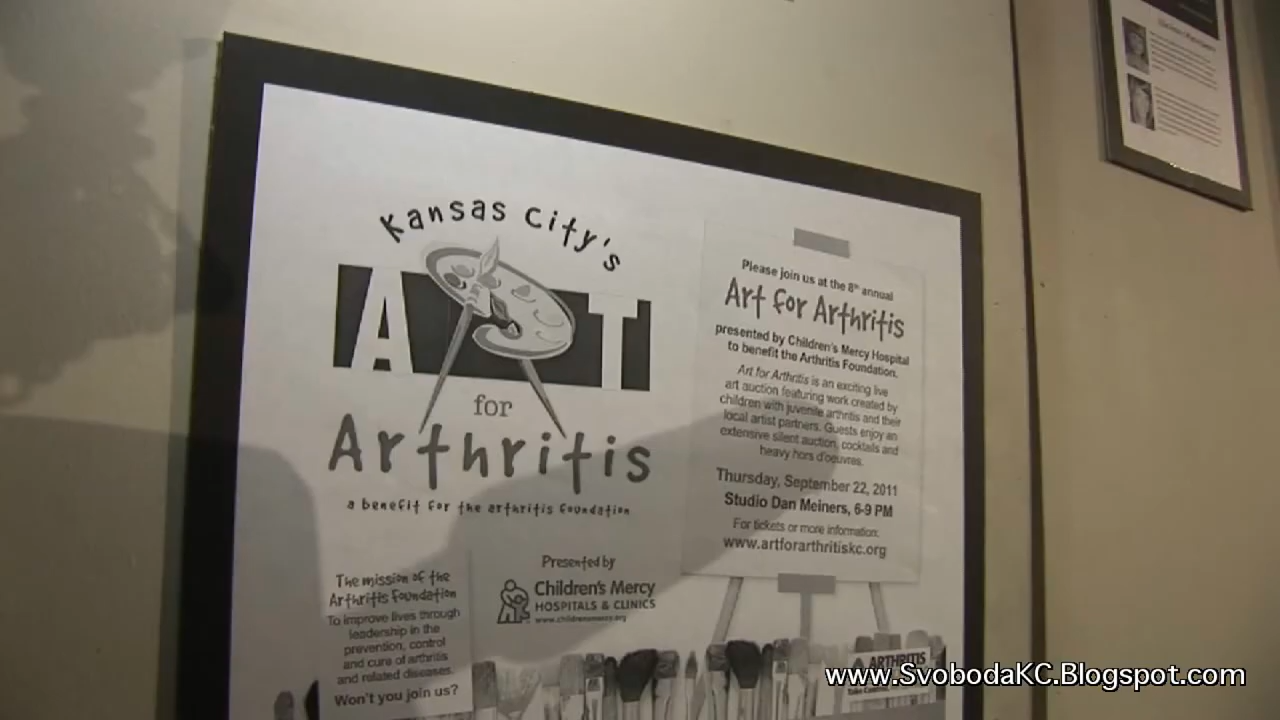 Kansas City's
ART
for
Arthritis
a benefit for the arthritis foundation
Presented by
Children's Mercy
HOSPITALS & CLINICS
www.childrensmercy.org
The mission of the
Arthritis Foundation
To improve lives through
leadership in the
prevention, control
and cure of arthritis
and related diseases.
Won't you join us?
Please join us at the 8th annual
Art for Arthritis
presented by Children's Mercy Hospital
to benefit the Arthritis Foundation.
Art for Arthritis is an exciting live
art auction featuring work created by
children with juvenile arthritis and their
local artist partners. Guests enjoy an
extensive silent auction, cocktails and
heavy hors d'oeuvres.
Thursday, September 22, 2011
Studio Dan Meiners, 6-9 PM
For tickets or more information:
www.artforarthritiskc.org
ARTHRITIS
Take Control.
www.SvobodaKC.Blogspot.com